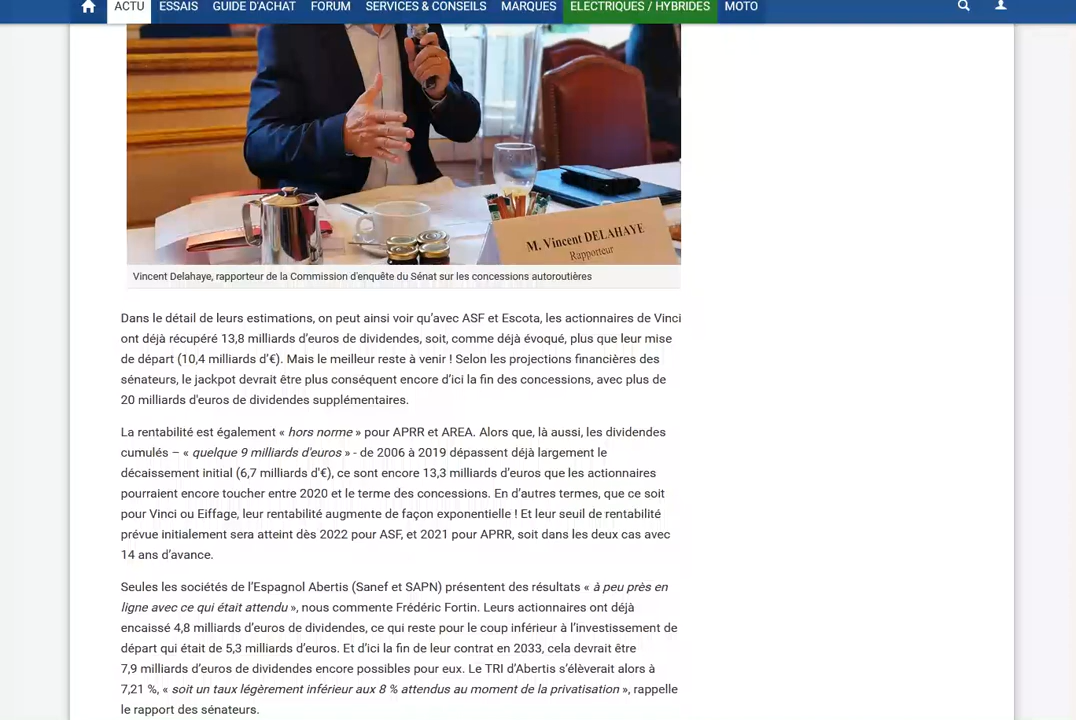 ACTU ESSAIS GUIDE D'ACHAT FORUM SERVICES & CONSEILS MARQUES ELECTRIQUES / HYBRIDES MOTO
M. Vincent DELAHAYE
Rapporteur
Vincent Delahaye, rapporteur de la Commission d'enquête du Sénat sur les concessions autoroutières
Dans le détail de leurs estimations, on peut ainsi voir qu’avec ASF et Escota, les actionnaires de Vinci
ont déjà récupéré 13,8 milliards d’euros de dividendes, soit, comme déjà évoqué, plus que leur mise
de départ (10,4 milliards d’€). Mais le meilleur reste à venir ! Selon les projections financières des
sénateurs, le jackpot devrait être plus conséquent encore d’ici la fin des concessions, avec plus de
20 milliards d'euros de dividendes supplémentaires.
La rentabilité est également « hors norme » pour APRR et AREA. Alors que, là aussi, les dividendes
cumulés – « quelque 9 milliards d'euros » - de 2006 à 2019 dépassent déjà largement le
décaissement initial (6,7 milliards d'€), ce sont encore 13,3 milliards d’euros que les actionnaires
pourraient encore toucher entre 2020 et le terme des concessions. En d’autres termes, que ce soit
pour Vinci ou Eiffage, leur rentabilité augmente de façon exponentielle ! Et leur seuil de rentabilité
prévue initialement sera atteint dès 2022 pour ASF, et 2021 pour APRR, soit dans les deux cas avec
14 ans d’avance.
Seules les sociétés de l’Espagnol Abertis (Sanef et SAPN) présentent des résultats « à peu près en
ligne avec ce qui était attendu », nous commente Frédéric Fortin. Leurs actionnaires ont déjà
encaissé 4,8 milliards d’euros de dividendes, ce qui reste pour le coup inférieur à l’investissement de
départ qui était de 5,3 milliards d’euros. Et d’ici la fin de leur contrat en 2033, cela devrait être
7,9 milliards d’euros de dividendes encore possibles pour eux. Le TRI d’Abertis s’élèverait alors à
7,21 %, « soit un taux légèrement inférieur aux 8 % attendus au moment de la privatisation », rappelle
le rapport des sénateurs.